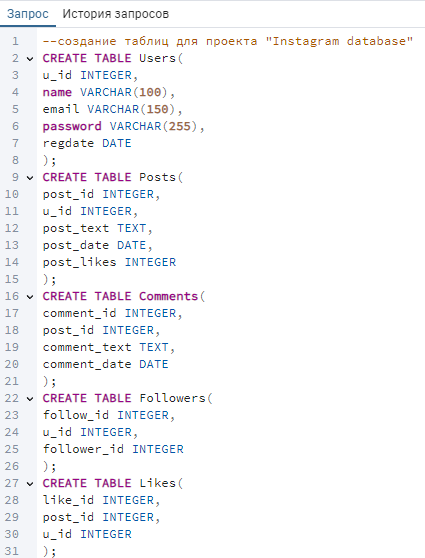 Запрос История запросов
1 --создание таблиц для проекта "Instagram database"
2 CREATE TABLE Users(
3 u_id INTEGER,
4 name VARCHAR(100),
5 email VARCHAR(150),
6 password VARCHAR(255),
7 regdate DATE
8 );
9 CREATE TABLE Posts(
10 post_id INTEGER,
11 u_id INTEGER,
12 post_text TEXT,
13 post_date DATE,
14 post_likes INTEGER
15 );
16 CREATE TABLE Comments(
17 comment_id INTEGER,
18 post_id INTEGER,
19 comment_text TEXT,
20 comment_date DATE
21 );
22 CREATE TABLE Followers(
23 follow_id INTEGER,
24 u_id INTEGER,
25 follower_id INTEGER
26 );
27 CREATE TABLE Likes(
28 like_id INTEGER,
29 post_id INTEGER,
30 u_id INTEGER
31 );